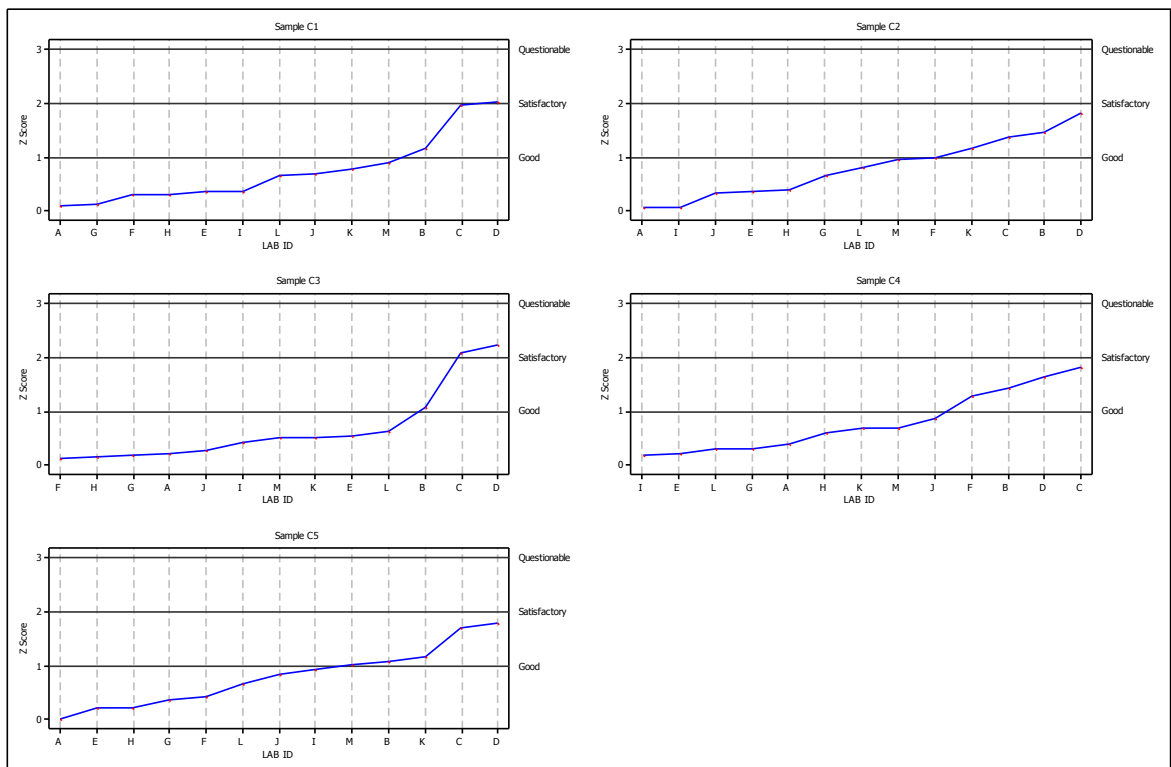 Sample C1
3
2
1
0
Z Score
Questionable
Satisfactory
Good
A G F H E I L J K M B C D
LAB ID
Sample C2
3
2
1
0
Z Score
Questionable
Satisfactory
Good
A I J E H G L M F K C B D
LAB ID
Sample C3
3
2
1
0
Z Score
Questionable
Satisfactory
Good
F H G A J I M K E L B C D
LAB ID
Sample C4
3
2
1
0
Z Score
Questionable
Satisfactory
Good
I E L G A H K M J F B D C
LAB ID
Sample C5
3
2
1
0
Z Score
Questionable
Satisfactory
Good
A E H G F L J I M B K C D
LAB ID